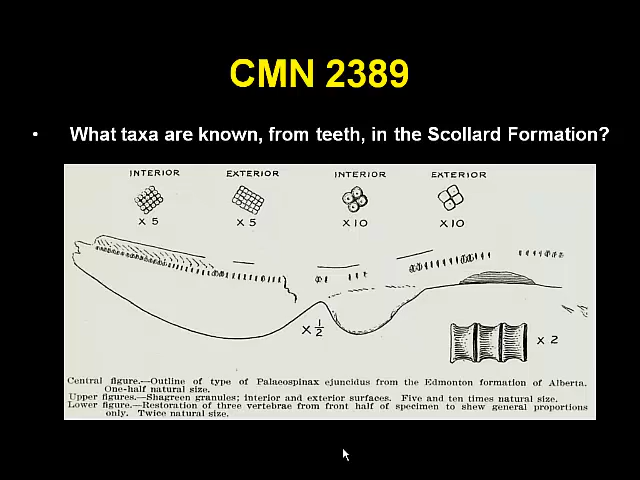 CMN 2389
• What taxa are known, from teeth, in the Scollard Formation?
INTERIOR EXTERIOR INTERIOR EXTERIOR
X 5 X 5 X 10 X 10
X 1/2
X 2
Central figure.—Outline of type of Palaeospinax ejuncidus from the Edmonton formation of Alberta.
One-half natural size.
Upper figures.—Shagreen granules; interior and exterior surfaces. Five and ten times natural size.
Lower figure.—Restoration of three vertebrae from front half of specimen to shew general proportions
only. Twice natural size.